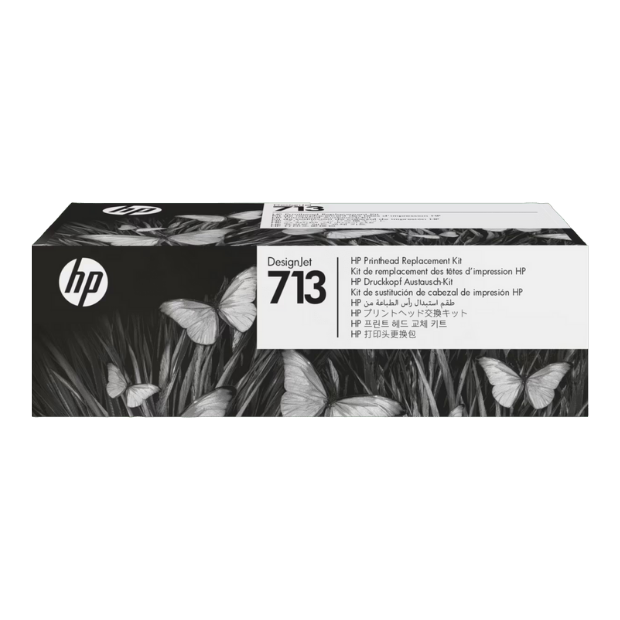 hp
713
hp
DesignJet
713
HP Printhead Replacement Kit
Kit de remplacement des têtes d'impression HP
HP Druckkopf Austausch-Kit
Kit de sustitución de cabezal de impresión HP
طقم استبدال رأس الطباعة من HP
HP プリントヘッド交換キット
HP 프린트 헤드 교체 키트
HP 打印头更换包